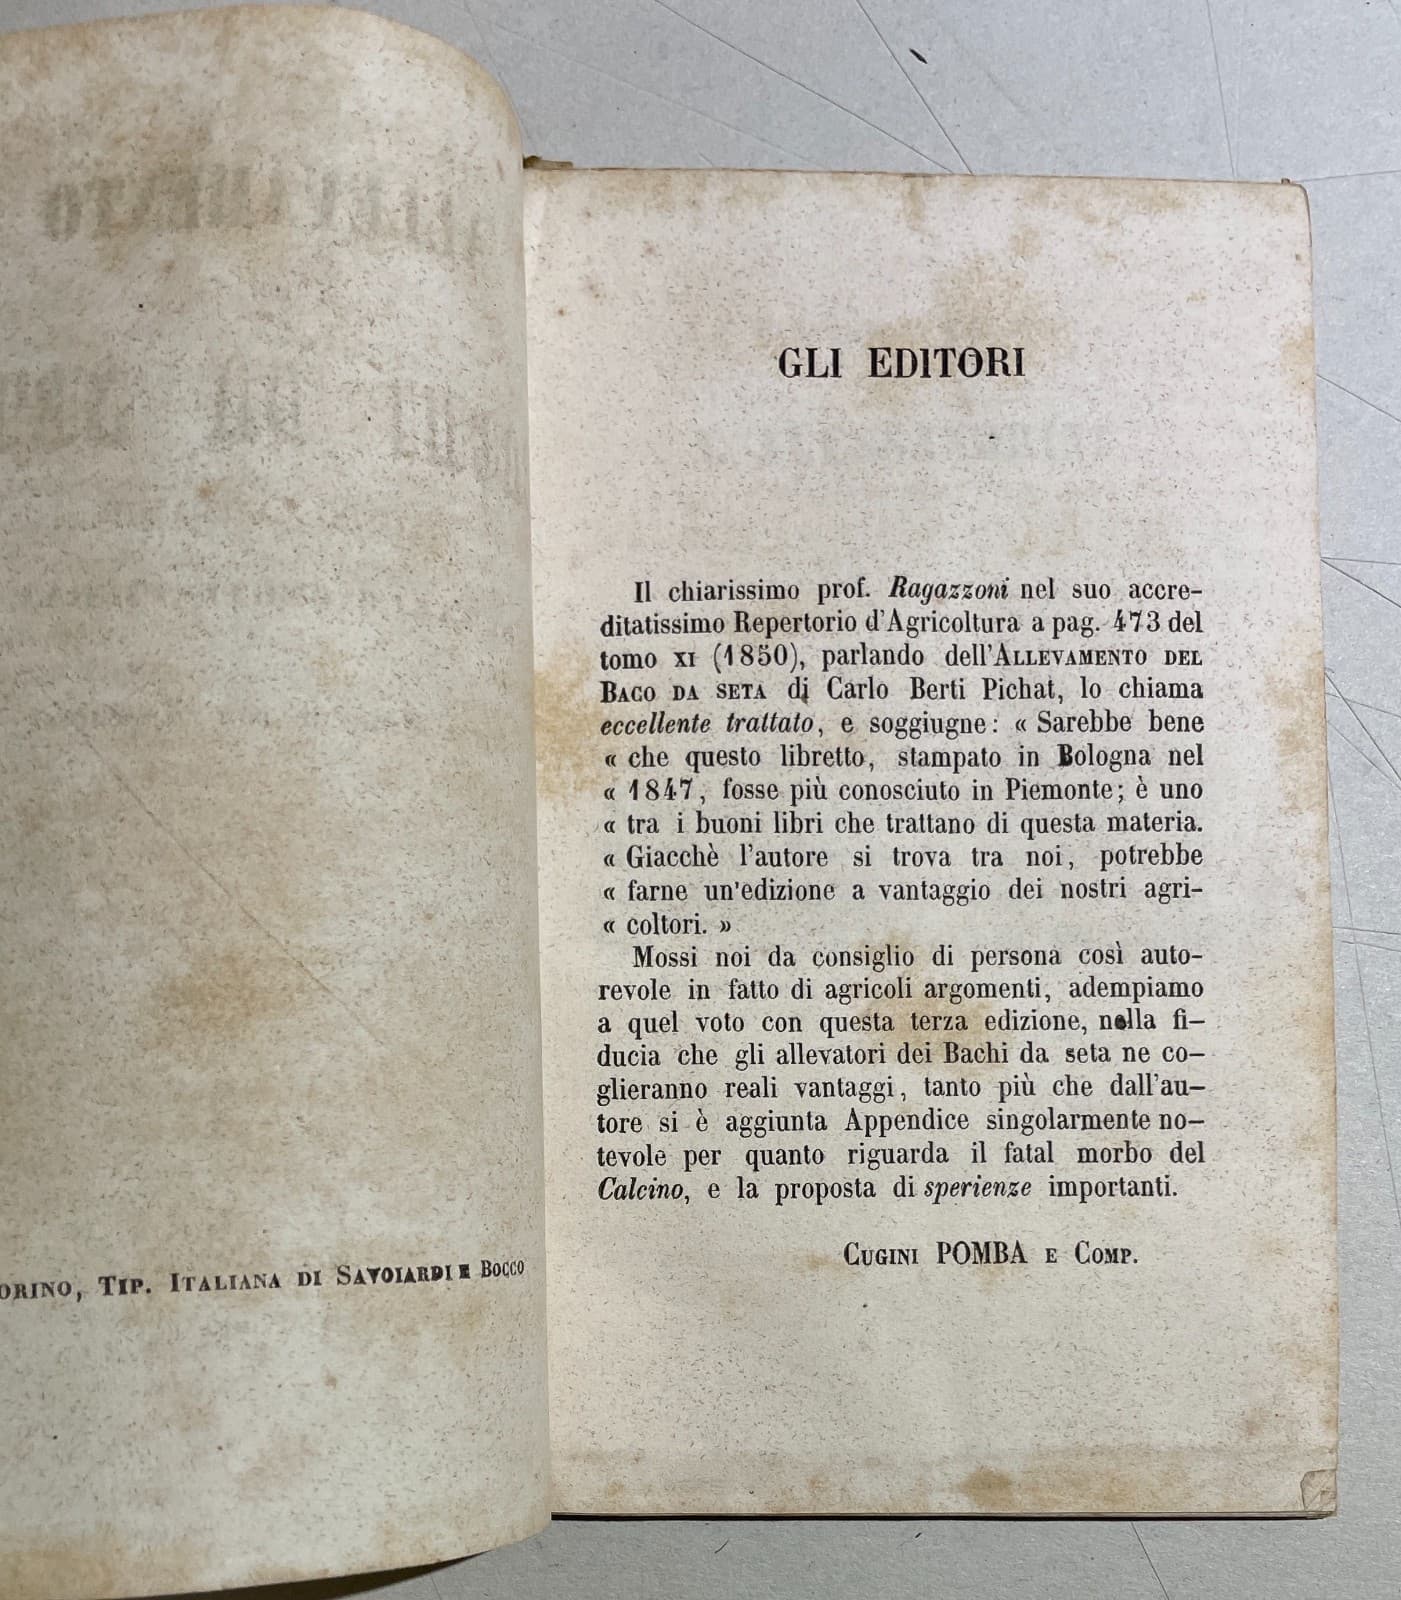 ORINO, TIP. ITALIANA DI SAVOIARDI E BOCCO
GLI EDITORI
Il chiarissimo prof. Ragazzoni nel suo accre-
ditatissimo Repertorio d'Agricoltura a pag. 473 del
tomo XI (1850), parlando dell'ALLEVAMENTO DEL
BACO DA SETA di Carlo Berti Pichat, lo chiama
eccellente trattato, e soggiugne: « Sarebbe bene
« che questo libretto, stampato in Bologna nel
« 1847, fosse più conosciuto in Piemonte; è uno
« tra i buoni libri che trattano di questa materia.
« Giacchè l'autore si trova tra noi, potrebbe
« farne un'edizione a vantaggio dei nostri agri-
« coltori. »
Mossi noi da consiglio di persona così auto-
revole in fatto di agricoli argomenti, adempiamo
a quel voto con questa terza edizione, nella fi-
ducia che gli allevatori dei Bachi da seta ne co-
glieranno reali vantaggi, tanto più che dall'au-
tore si è aggiunta Appendice singolarmente no-
tevole per quanto riguarda il fatal morbo del
Calcino, e la proposta di sperienze importanti.
CUGINI POMBA E COMP.